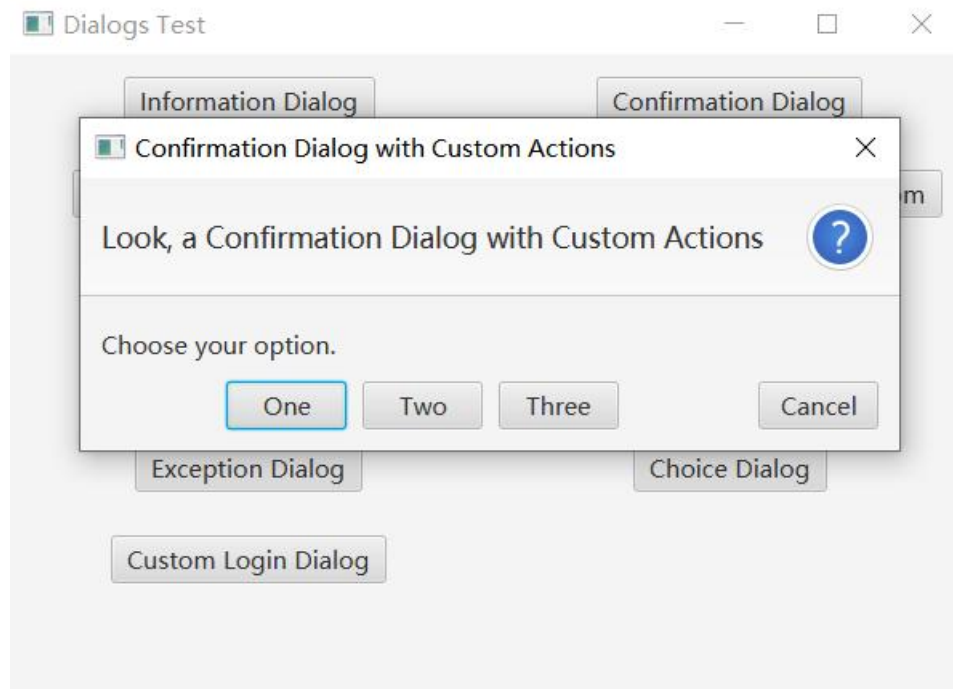 Dialogs Test
Information Dialog
Confirmation Dialog
Confirmation Dialog with Custom Actions
Look, a Confirmation Dialog with Custom Actions
Choose your option.
One Two Three Cancel
Exception Dialog
Choice Dialog
Custom Login Dialog